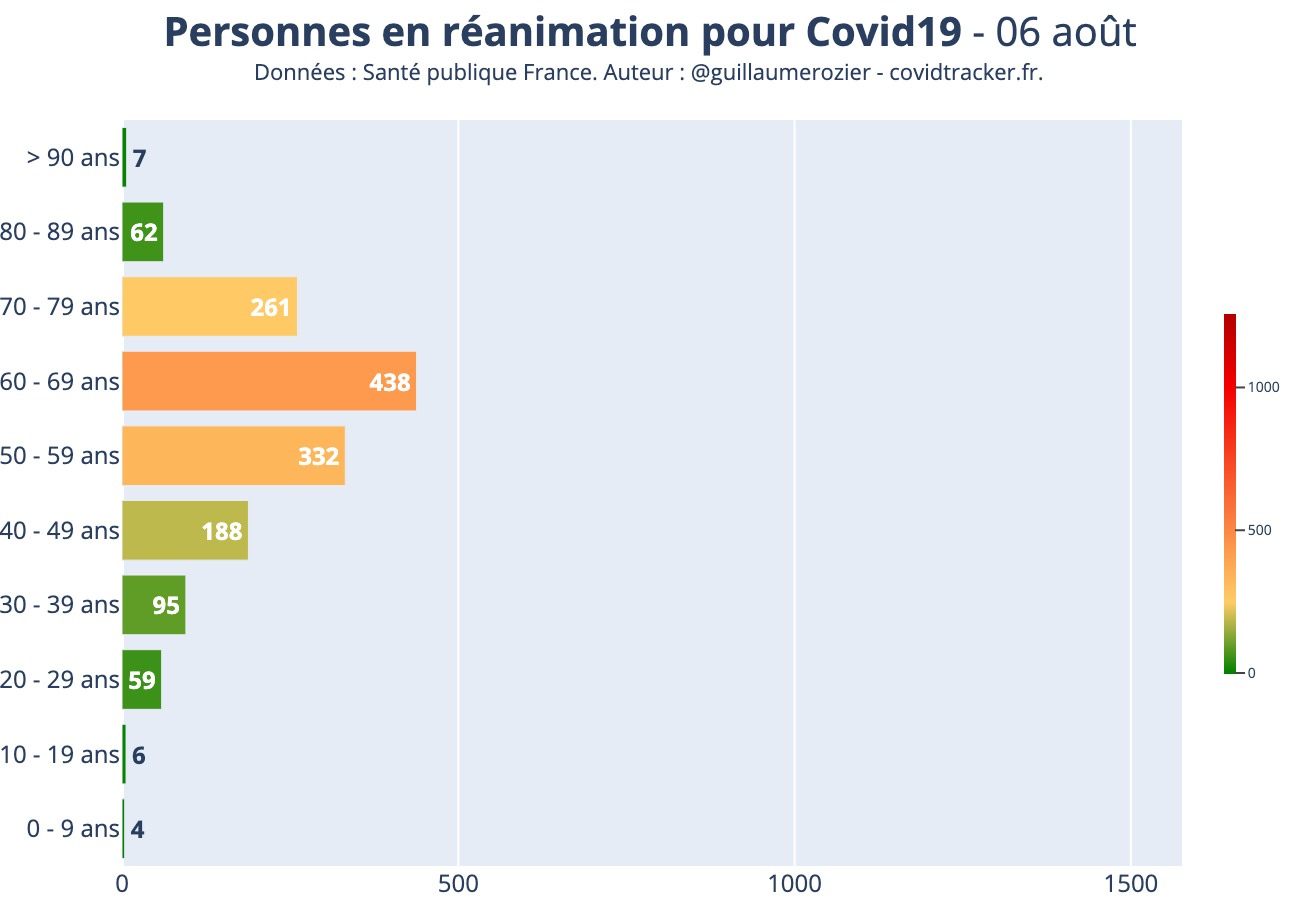 Personnes en réanimation pour Covid19 - 06 août
Données : Santé publique France. Auteur : @guillaumerozier - covidtracker.fr.
> 90 ans 7
80 - 89 ans 62
70 - 79 ans 261
60 - 69 ans 438
50 - 59 ans 332
40 - 49 ans 188
30 - 39 ans 95
20 - 29 ans 59
10 - 19 ans 6
0 - 9 ans 4
0 500 1000 1500
1000
500
0